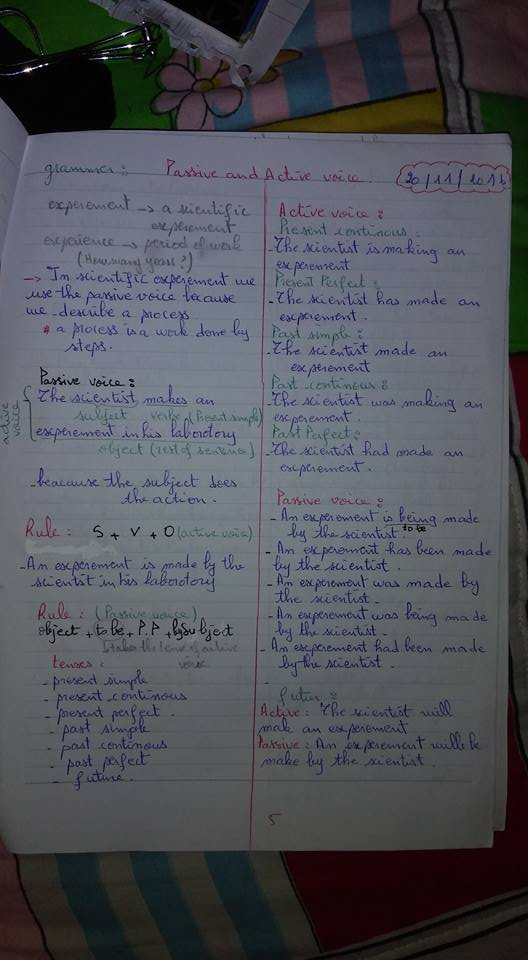 grammer: Passive and Active voice. 20/11/2016
experement → a scientific
experement
expeirience → period of work
(How many years?)
→ In scientific experement we
use the passive voice because
we describe a process
* a process is a work done by
steps.
Passive voice:
active voice
The scientist makes an
subject verbe (Present simple)
experement in his laboretory
object (rest of sentence)
- beacause the subject does
the action.
Rule: S + V + O (active voice)
- An experement is made by the
scientist in his laboretory
Rule: (Passive voice)
object + to be + P.P + by subject
takes the tense of active
voice
tenses:
- present simple
- present continous
- present perfect.
- past simple
- past continous
- past perfect
- future.
Active voice:
Present continous:
- The scientist is making an
experement
Present Perfect:
- The scientist has made an
experement.
Past simple:
- The scientist made an
experement
Past continous:
- The scientist was making an
experement.
Past Perfect:
- The scientist had made an
experement.
Passive voice:
- An experement is being made
by the scientist to be
- An experement has been made
by the scientist.
- An experement was made by
the scientist.
- An experement was being made
by the scientist.
- An experement had been made
by the scientist.
-
futur:
Active: The scientist will
make an experement
Passive: An experement will be
make by the scientist.
5